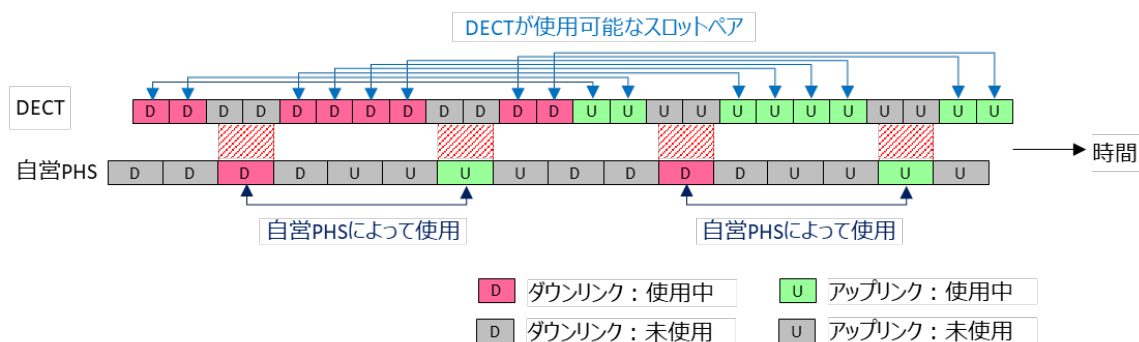 DECTが使用可能なスロットペア
DECT
D D D D D D D D D D D D U U U U U U U U U U U U
自営PHS
D D D D U U U U D D D D U U U U
時間
自営PHSによって使用
自営PHSによって使用
D ダウンリンク：使用中
U アップリンク：使用中
D ダウンリンク：未使用
U アップリンク：未使用